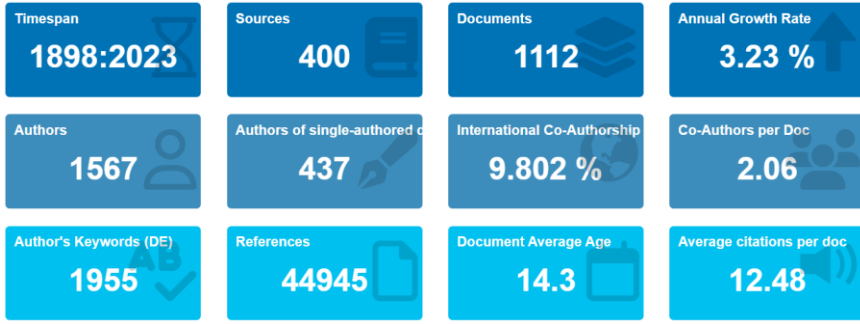 Timespan
1898:2023
Sources
400
Documents
1112
Annual Growth Rate
3.23 %
Authors
1567
Authors of single-authored
437
International Co-Authorship
9.802 %
Co-Authors per Doc
2.06
Author's Keywords (DE)
1955
References
44945
Document Average Age
14.3
Average citations per doc
12.48
AB